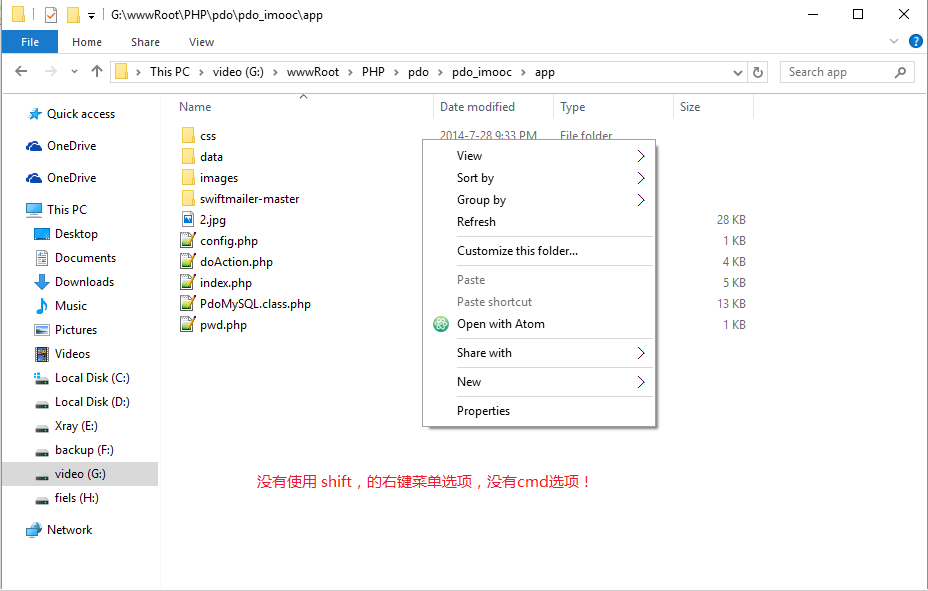 G:\wwwRoot\PHP\pdo\pdo_imooc\app
File Home Share View
This PC video (G:) wwwRoot PHP pdo pdo_imooc app Search app
Name Date modified Type Size
Quick access
OneDrive
OneDrive
This PC
Desktop
Documents
Downloads
Music
Pictures
Videos
Local Disk (C:)
Local Disk (D:)
Xray (E:)
backup (F:)
video (G:)
fiels (H:)
Network
css 2014-7-28 9:33 PM File folder
data
images
swiftmailer-master
2.jpg 28 KB
config.php 1 KB
doAction.php 4 KB
index.php 5 KB
PdoMySQL.class.php 13 KB
pwd.php 1 KB
View
Sort by
Group by
Refresh
Customize this folder...
Paste
Paste shortcut
Open with Atom
Share with
New
Properties
没有使用 shift，的右键菜单选项，没有cmd选项！